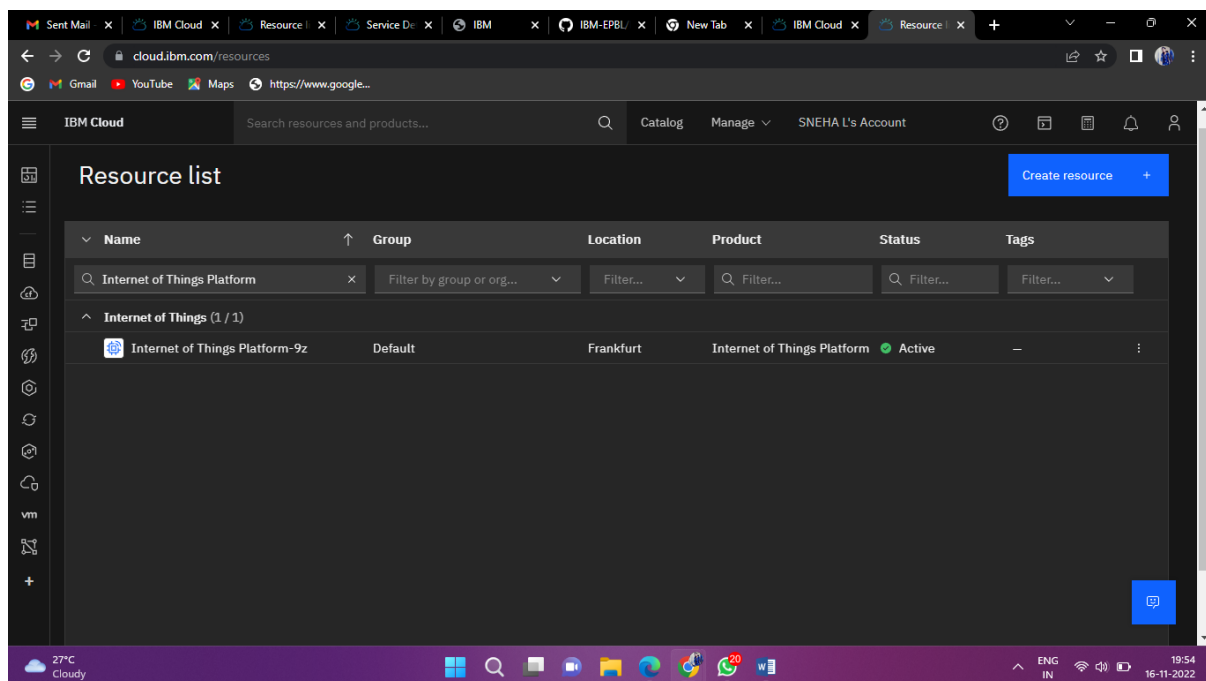 Sent Mail -
IBM Cloud
Resource l
Service De
IBM
IBM-EPBL/
New Tab
IBM Cloud
Resource l
cloud.ibm.com/resources
Gmail YouTube Maps https://www.google...
IBM Cloud Search resources and products... Catalog Manage SNEHA L's Account
Resource list
Create resource +
Name Group Location Product Status Tags
Internet of Things Platform Filter by group or org... Filter... Filter... Filter... Filter...
Internet of Things (1 / 1)
Internet of Things Platform-9z Default Frankfurt Internet of Things Platform Active –
vm
27°C
Cloudy
20
ENG
IN
19:54
16-11-2022